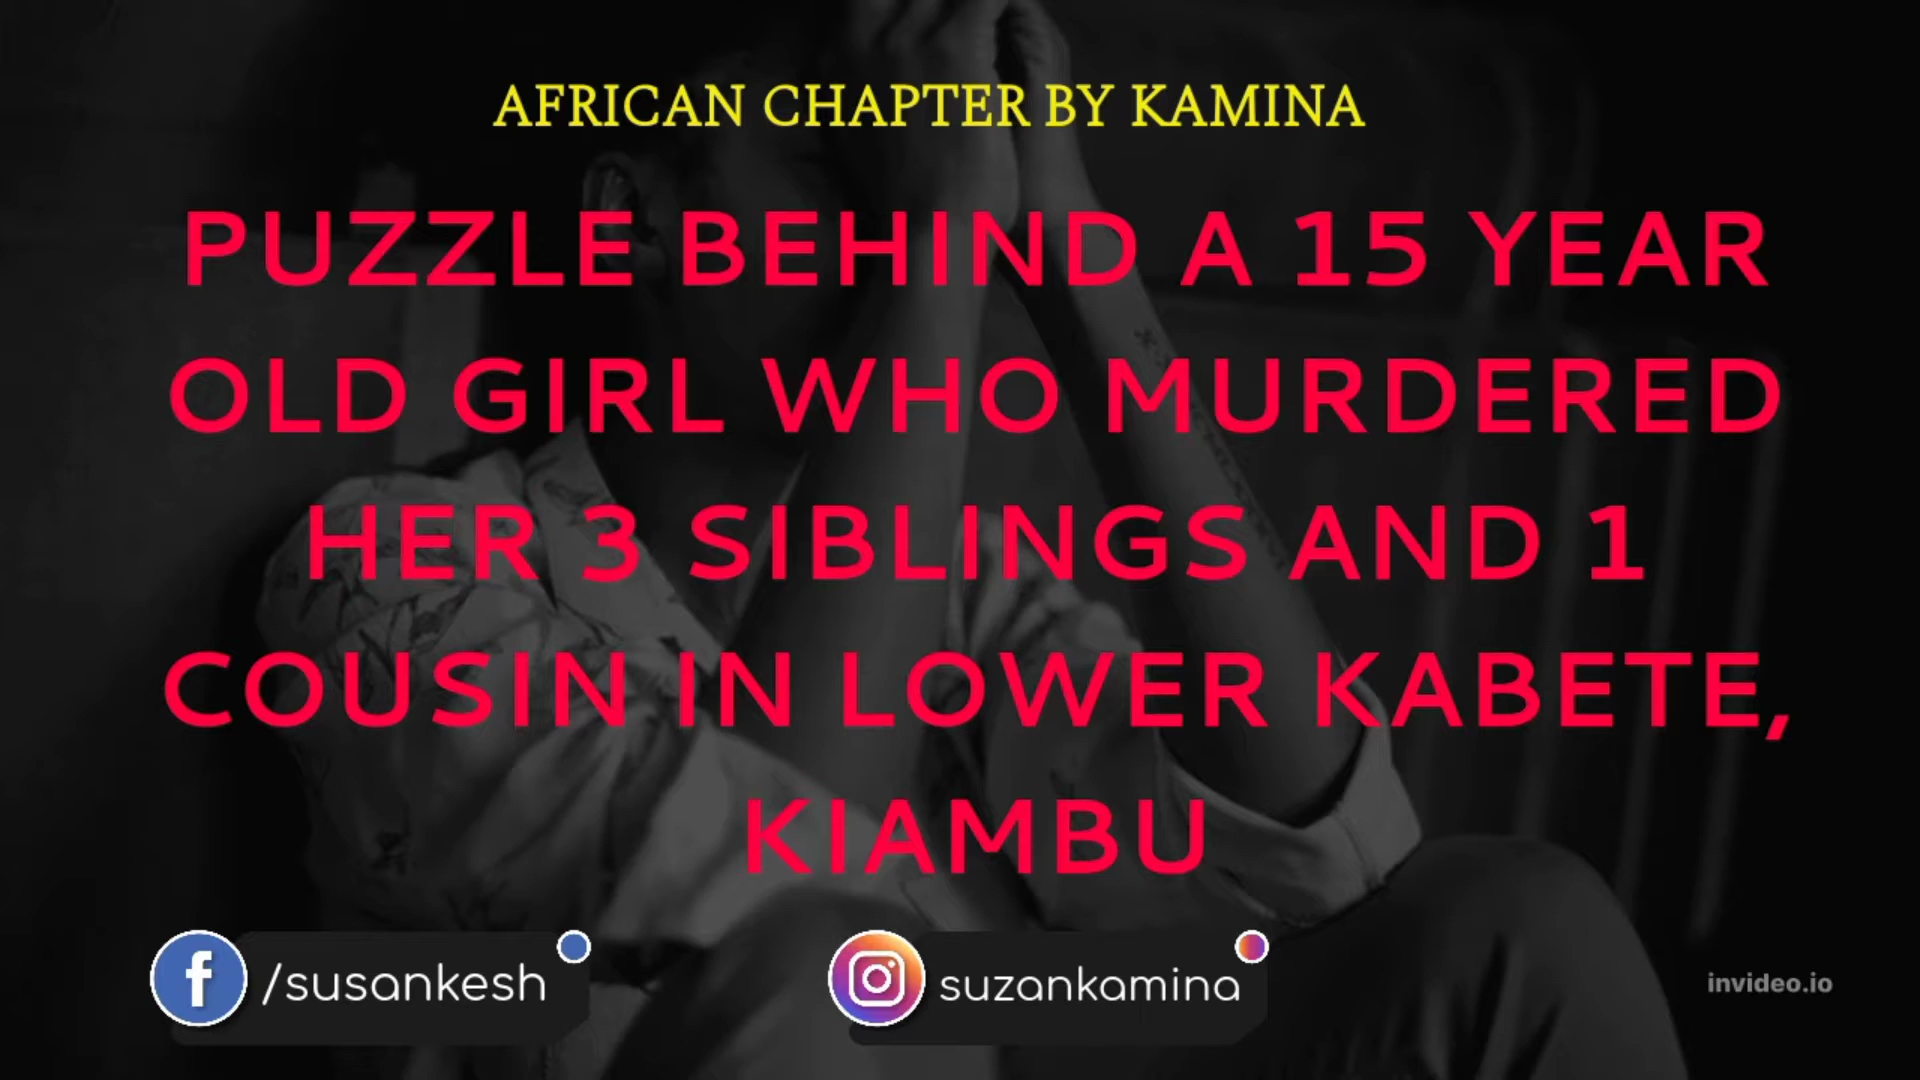 AFRICAN CHAPTER BY KAMINA
PUZZLE BEHIND A 15 YEAR
OLD GIRL WHO MURDERED
HER 3 SIBLINGS AND 1
COUSIN IN LOWER KABETE,
KIAMBU
f /susankesh
suzankamina
invideo.io